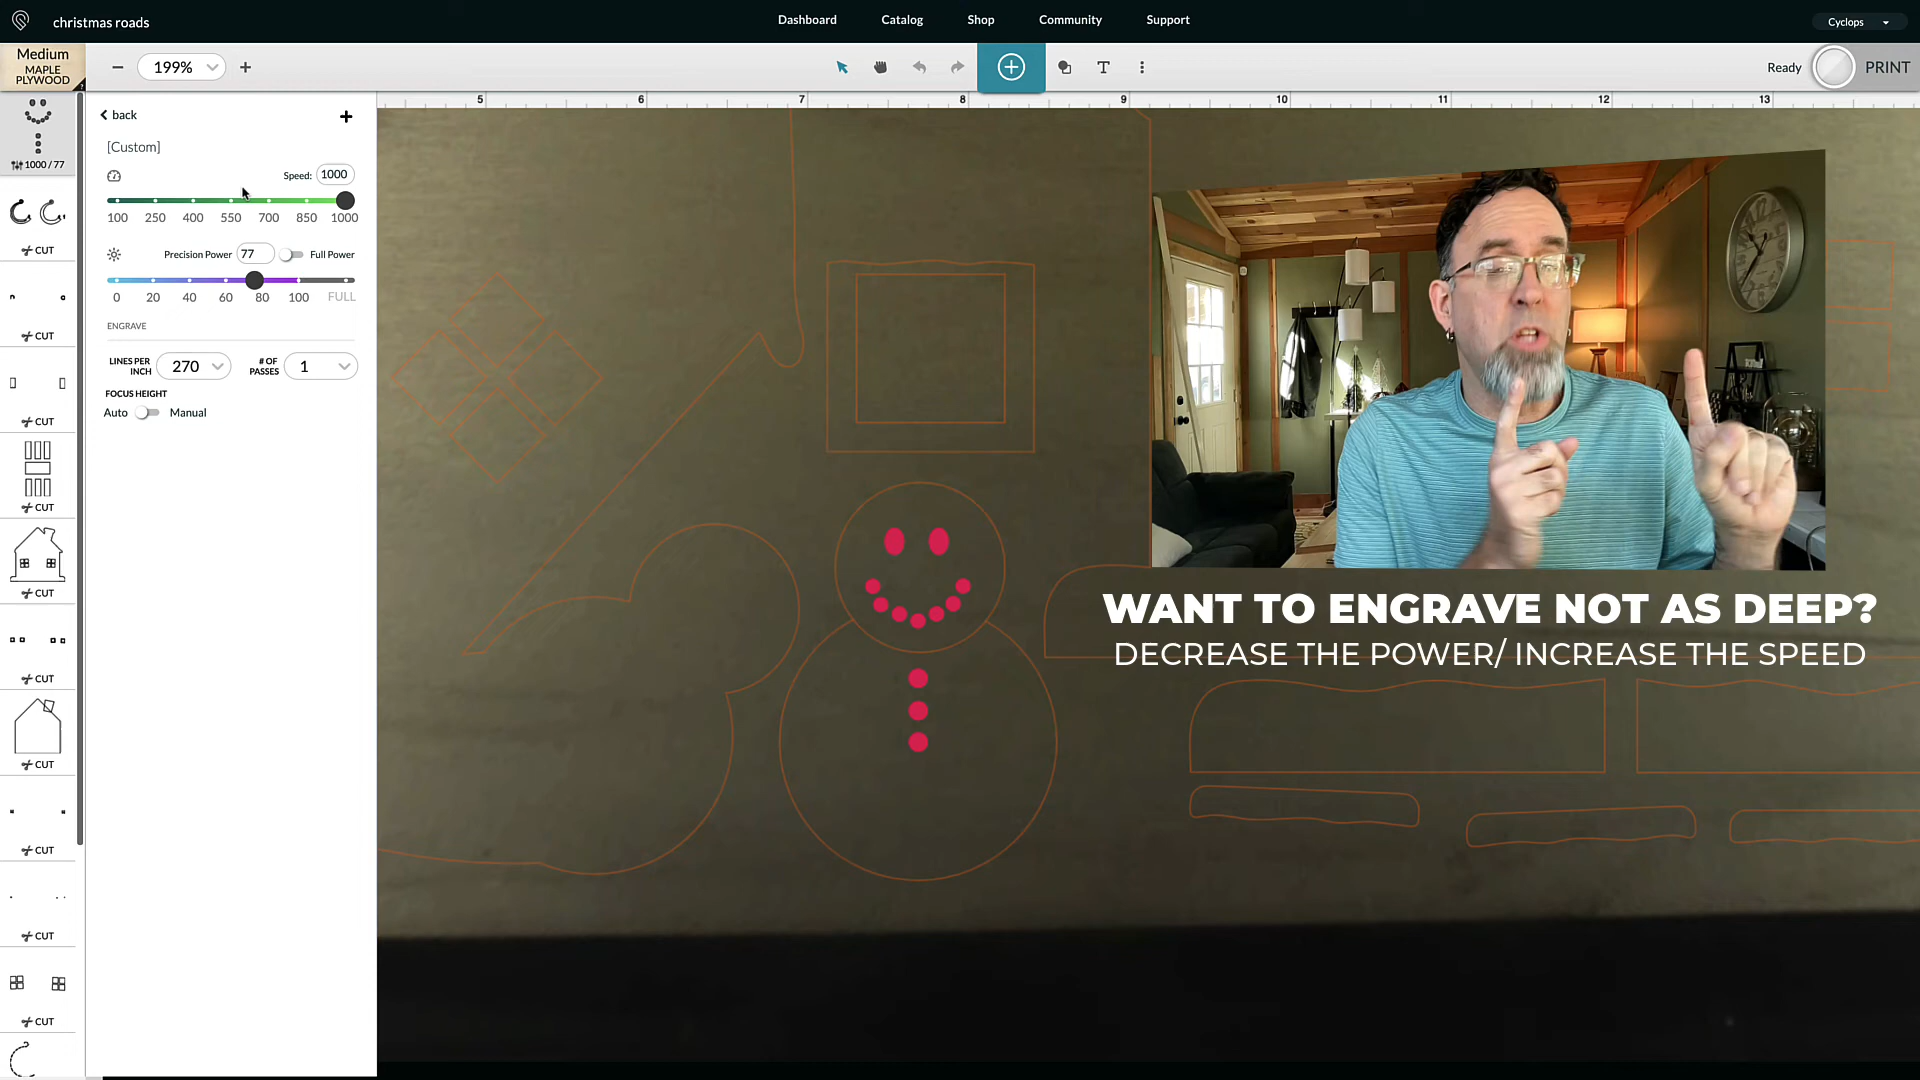 christmas roads
Dashboard
Catalog
Shop
Community
Support
Cyclops
Medium
MAPLE
PLYWOOD
199%
Ready
PRINT
5 6 7 8 9 10 11 12 13
1000 / 77
CUT
CUT
CUT
CUT
CUT
CUT
CUT
CUT
CUT
CUT
back
[Custom]
Speed: 1000
100 250 400 550 700 850 1000
Precision Power 77 Full Power
0 20 40 60 80 100 FULL
ENGRAVE
LINES PER
INCH
270
# OF
PASSES
1
FOCUS HEIGHT
Auto Manual
WANT TO ENGRAVE NOT AS DEEP?
DECREASE THE POWER/ INCREASE THE SPEED